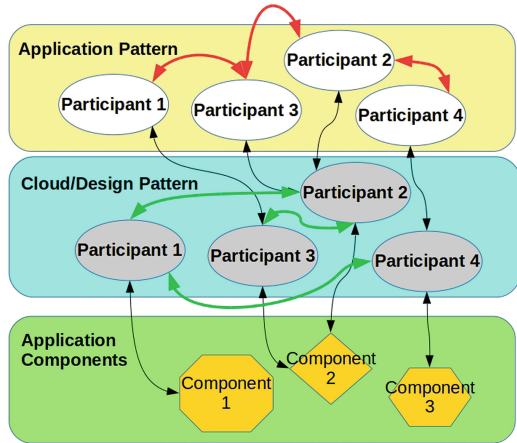 Application Pattern
Participant 2
Participant 1
Participant 3
Participant 4
Cloud/Design Pattern
Participant 2
Participant 1
Participant 3
Participant 4
Application
Components
Component
1
Component
2
Component
3